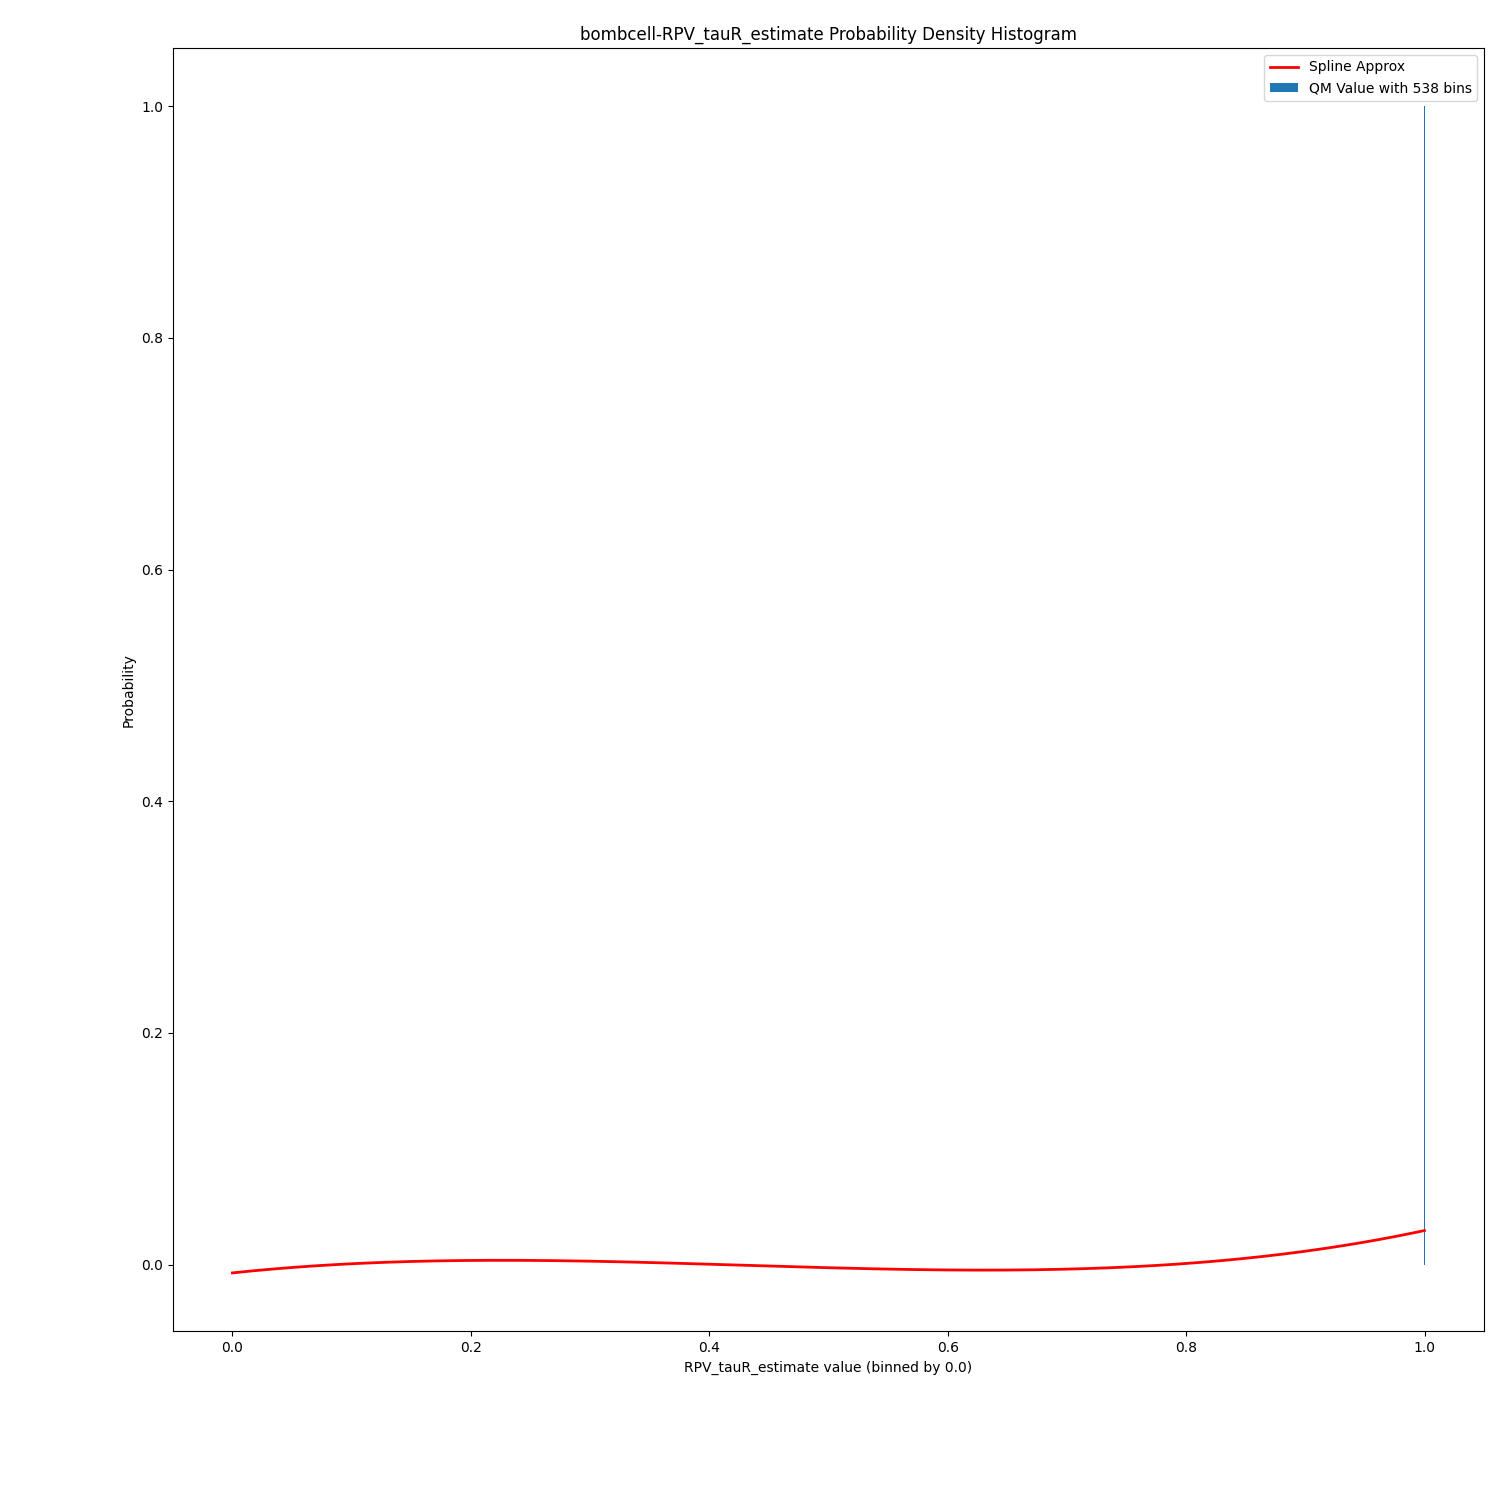 bombcell-RPV_tauR_estimate Probability Density Histogram
Spline Approx
QM Value with 538 bins
1.0
0.8
0.6
0.4
0.2
0.0
Probability
0.0 0.2 0.4 0.6 0.8 1.0
RPV_tauR_estimate value (binned by 0.0)